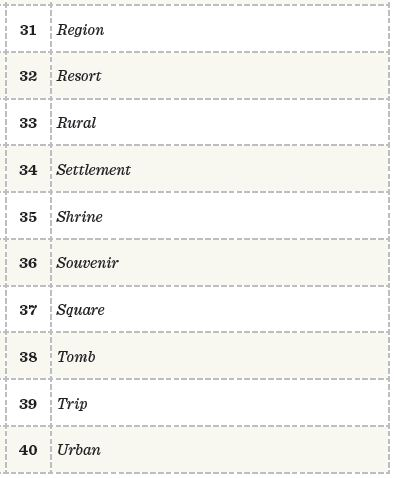 31 Region
32 Resort
33 Rural
34 Settlement
35 Shrine
36 Souvenir
37 Square
38 Tomb
39 Trip
40 Urban